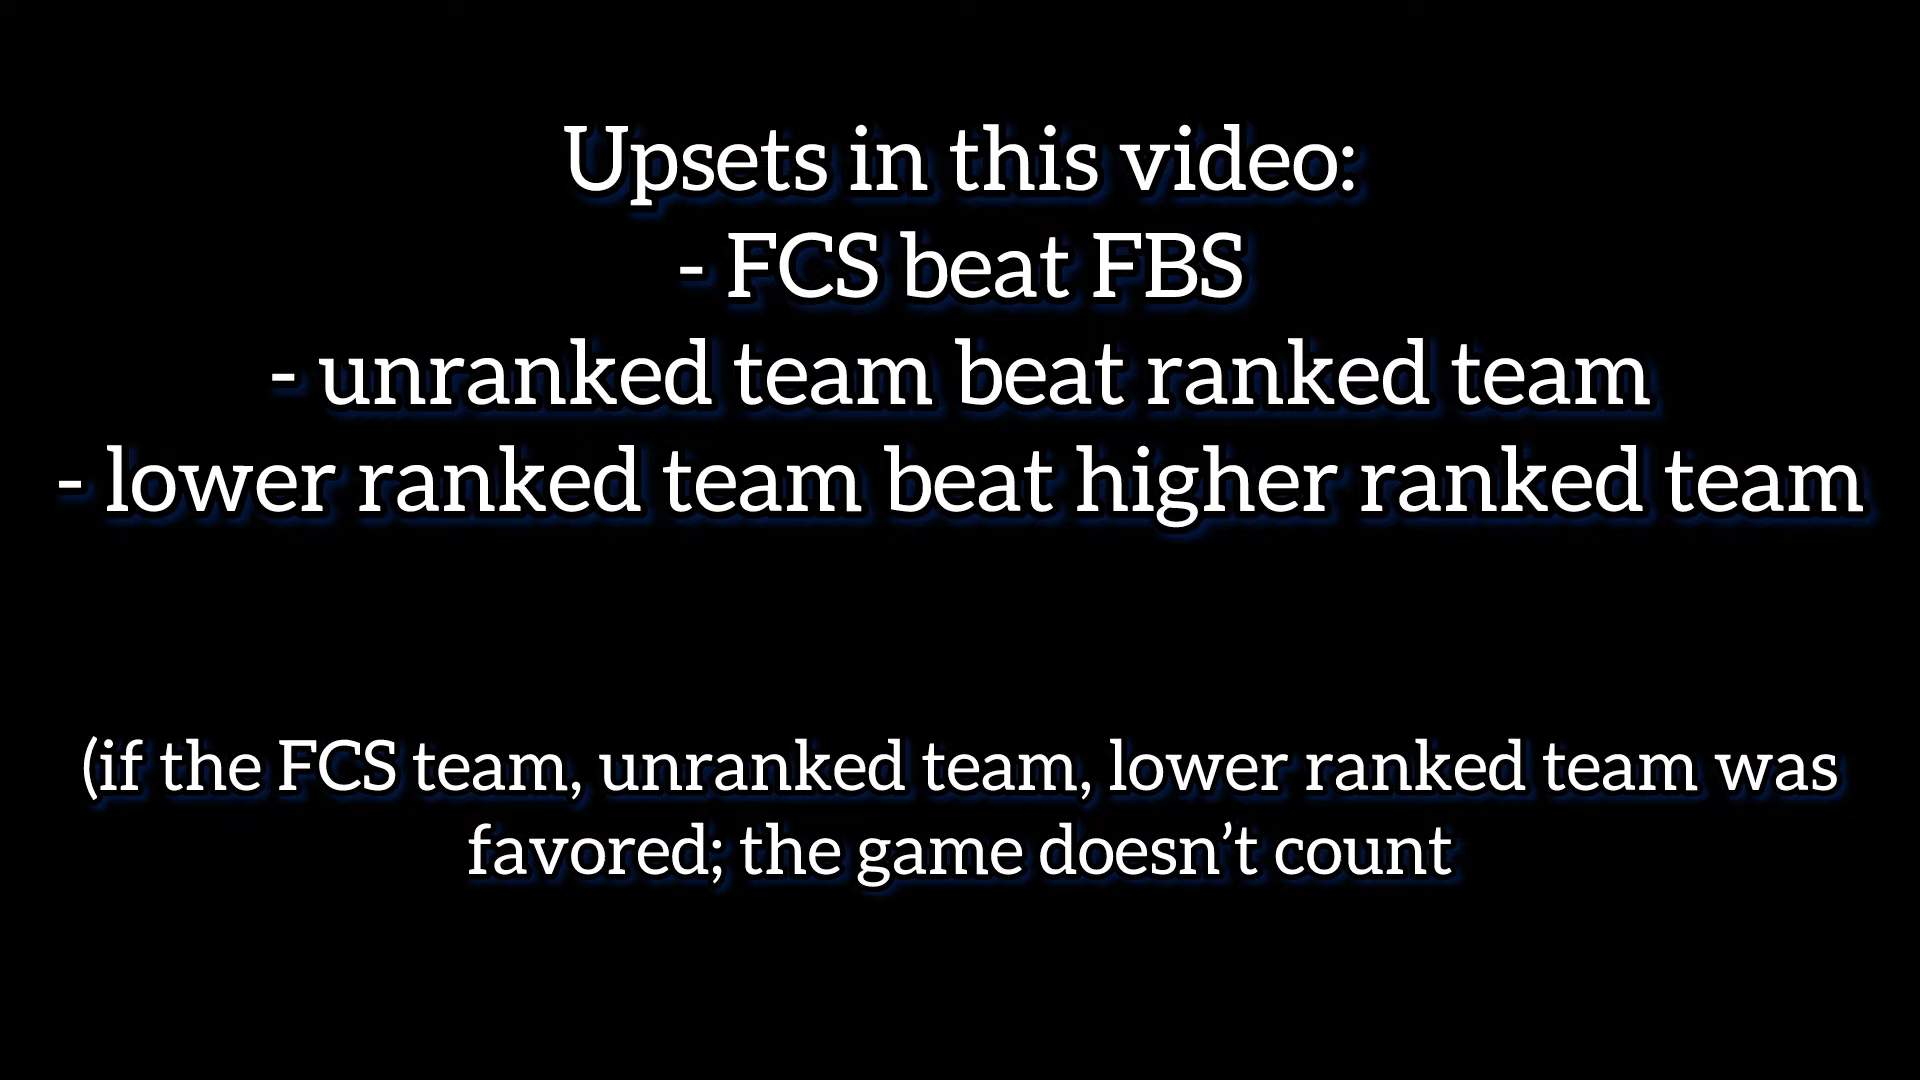 Upsets in this video:
- FCS beat FBS
- unranked team beat ranked team
- lower ranked team beat higher ranked team
(if the FCS team, unranked team, lower ranked team was
favored; the game doesn’t count